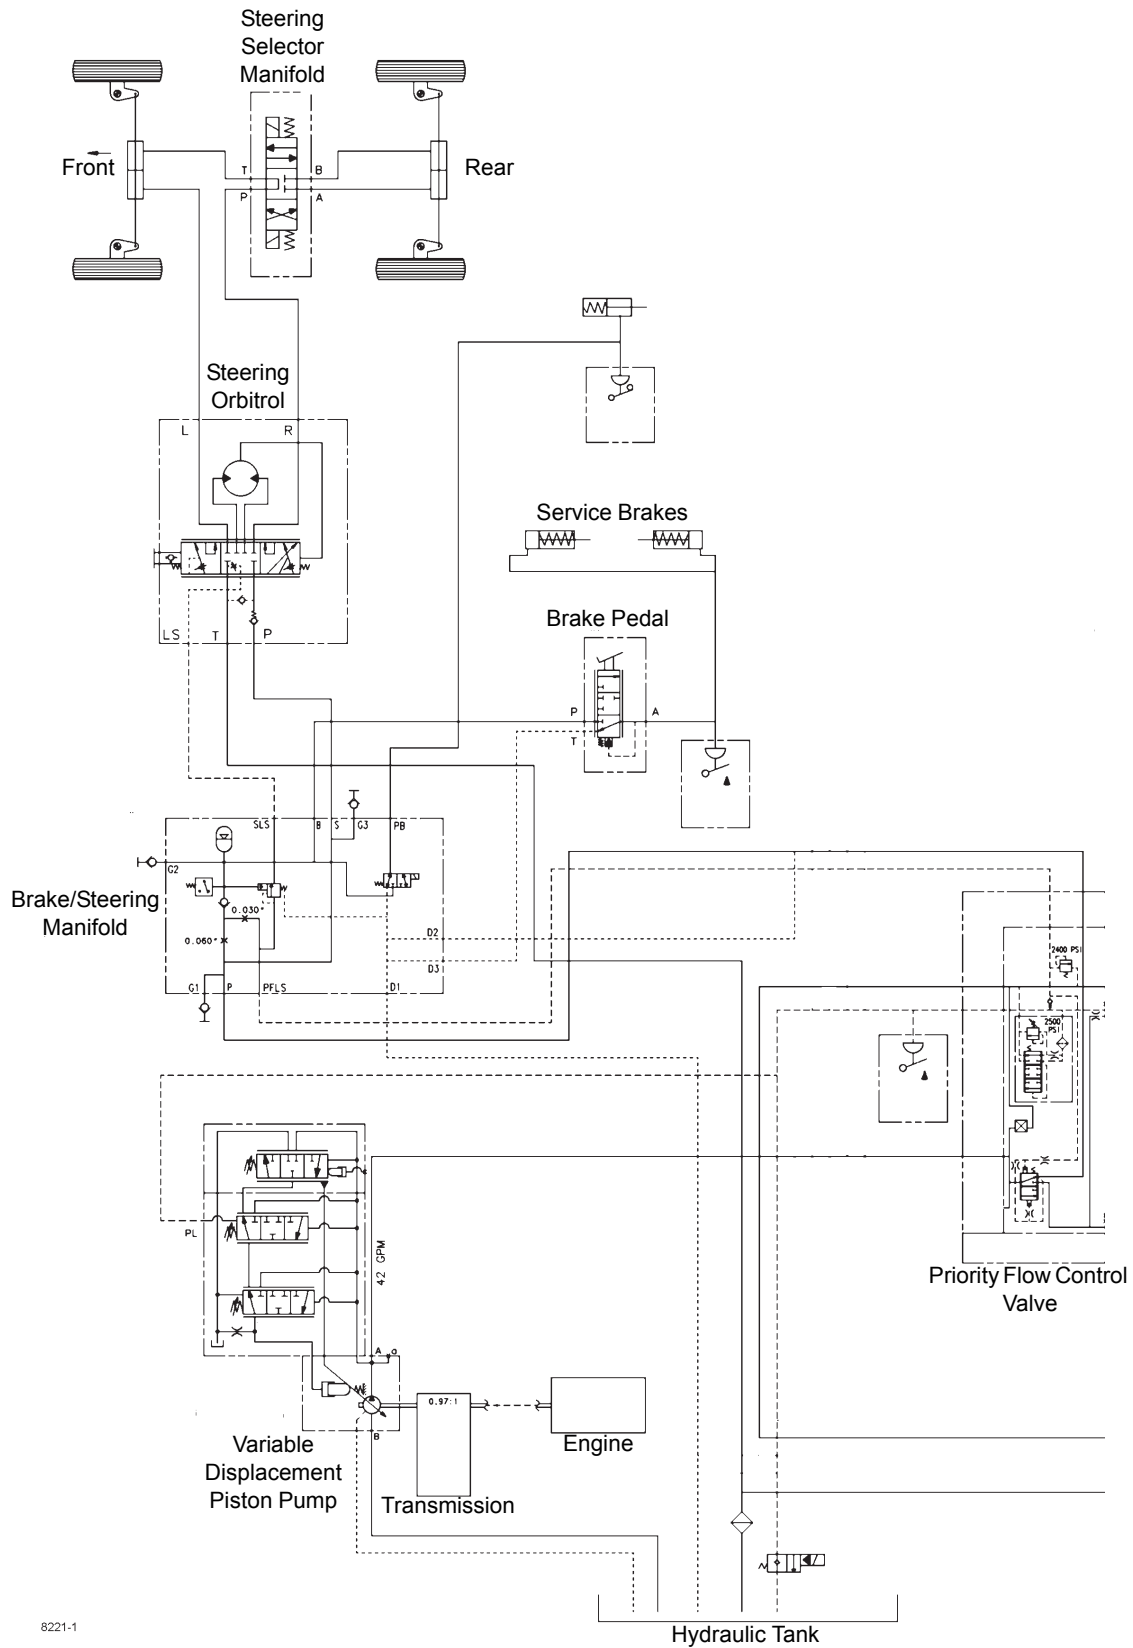 Steering
Selector
Manifold
Front
Rear
T
B
P
A
Steering
Orbitrol
L
R
Service Brakes
Brake Pedal
LS
T
P
P
A
T
SLS
B
S
G3
PB
G2
Brake/Steering
Manifold
0.030"
0.060"
D2
D3
G1
P
PFLS
D1
2400 PSI
2500
PSI
PL
42 GPM
Priority Flow Control
Valve
A
a
0.97:1
B
Variable
Displacement
Piston Pump
Transmission
Engine
Hydraulic Tank
8221-1